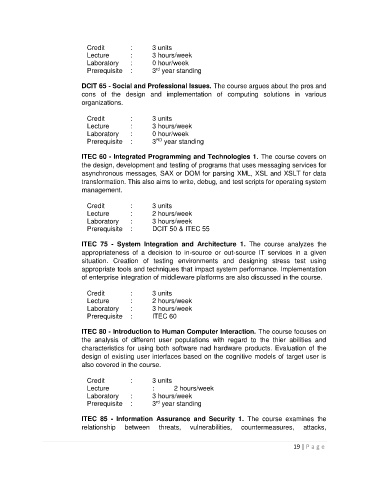 Credit : 3 units
Lecture : 3 hours/week
Laboratory : 0 hour/week
Prerequisite : 3rd year standing
DCIT 65 - Social and Professional Issues. The course argues about the pros and
cons of the design and implementation of computing solutions in various
organizations.
Credit : 3 units
Lecture : 3 hours/week
Laboratory : 0 hour/week
Prerequisite : 3RD year standing
ITEC 60 - Integrated Programming and Technologies 1. The course covers on
the design, development and testing of programs that uses messaging services for
asynchronous messages, SAX or DOM for parsing XML, XSL and XSLT for data
transformation. This also aims to write, debug, and test scripts for operating system
management.
Credit : 3 units
Lecture : 2 hours/week
Laboratory : 3 hours/week
Prerequisite : DCIT 50 & ITEC 55
ITEC 75 - System Integration and Architecture 1. The course analyzes the
appropriateness of a decision to in-source or out-source IT services in a given
situation. Creation of testing environments and designing stress test using
appropriate tools and techniques that impact system performance. Implementation
of enterprise integration of middleware platforms are also discussed in the course.
Credit : 3 units
Lecture : 2 hours/week
Laboratory : 3 hours/week
Prerequisite : ITEC 60
ITEC 80 - Introduction to Human Computer Interaction. The course focuses on
the analysis of different user populations with regard to the thier abilities and
characteristics for using both software nad hardware products. Evaluation of the
design of existing user interfaces based on the cognitive models of target user is
also covered in the course.
Credit : 3 units
Lecture : 2 hours/week
Laboratory : 3 hours/week
Prerequisite : 3rd year standing
ITEC 85 - Information Assurance and Security 1. The course examines the
relationship between threats, vulnerabilities, countermeasures, attacks,
19 | P a g e